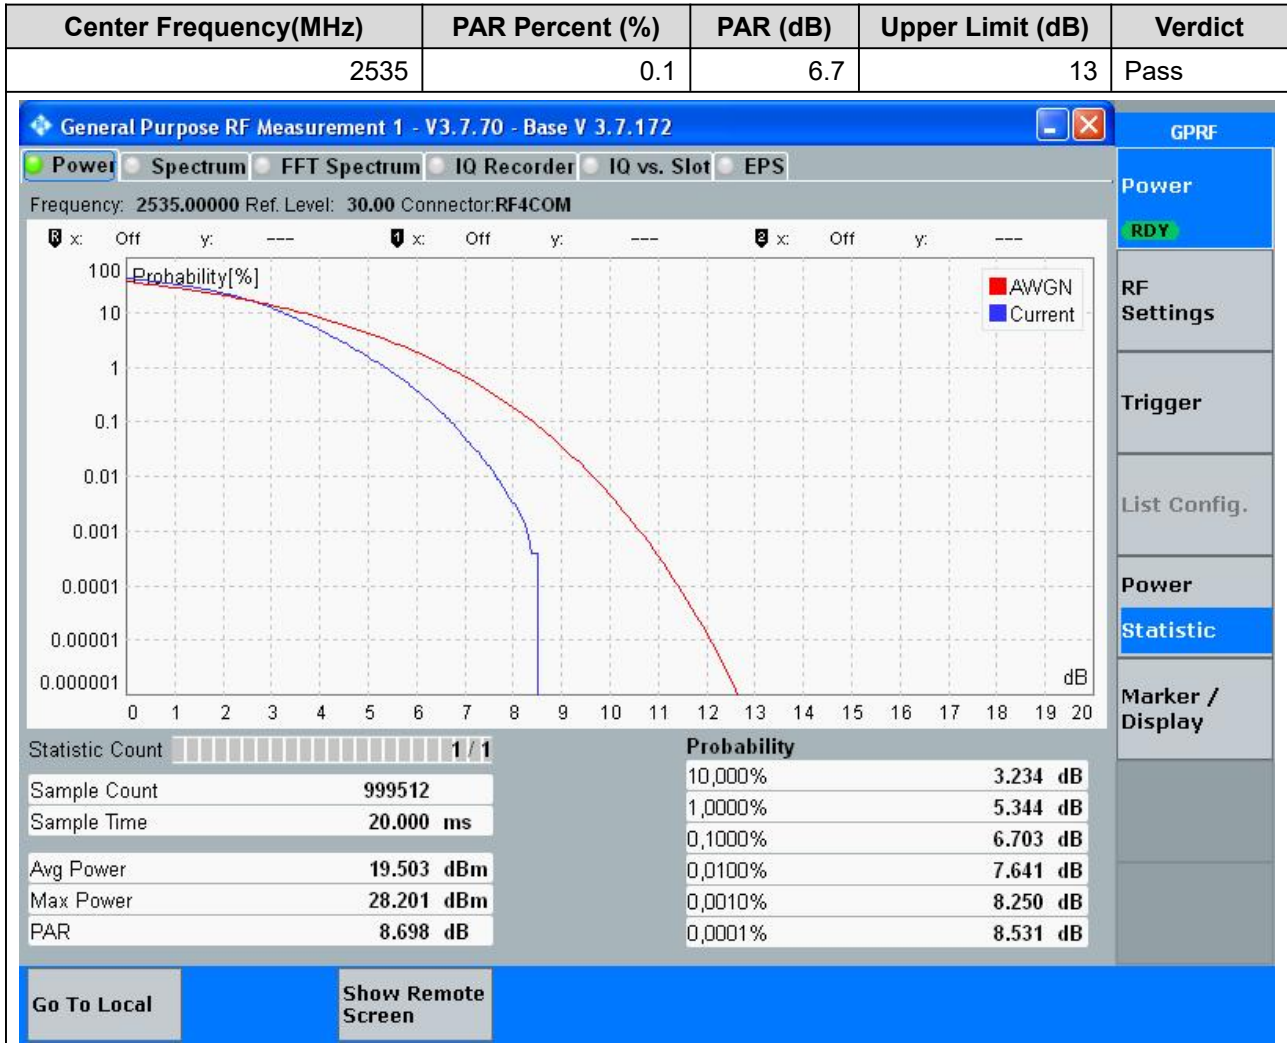 Center Frequency(MHz) PAR Percent (%) PAR (dB) Upper Limit (dB) Verdict
2535 0.1 6.7 13 Pass
General Purpose RF Measurement 1 - V3.7.70 - Base V 3.7.172
GPRF
Power Spectrum FFT Spectrum IQ Recorder IQ vs. Slot EPS
Frequency: 2535.00000 Ref. Level: 30.00 Connector:RF4COM
R x: Off y: --- 1 x: Off y: --- 2 x: Off y: ---
Probability[%]
AWGN
Current
100
10
1
0.1
0.01
0.001
0.0001
0.00001
0.000001
dB
0 1 2 3 4 5 6 7 8 9 10 11 12 13 14 15 16 17 18 19 20
Statistic Count 1 / 1
Sample Count 999512
Sample Time 20.000 ms
Avg Power 19.503 dBm
Max Power 28.201 dBm
PAR 8.698 dB
Probability
10,000% 3.234 dB
1,0000% 5.344 dB
0,1000% 6.703 dB
0,0100% 7.641 dB
0,0010% 8.250 dB
0,0001% 8.531 dB
Power
RDY
RF
Settings
Trigger
List Config.
Power
Statistic
Marker /
Display
Go To Local
Show Remote
Screen